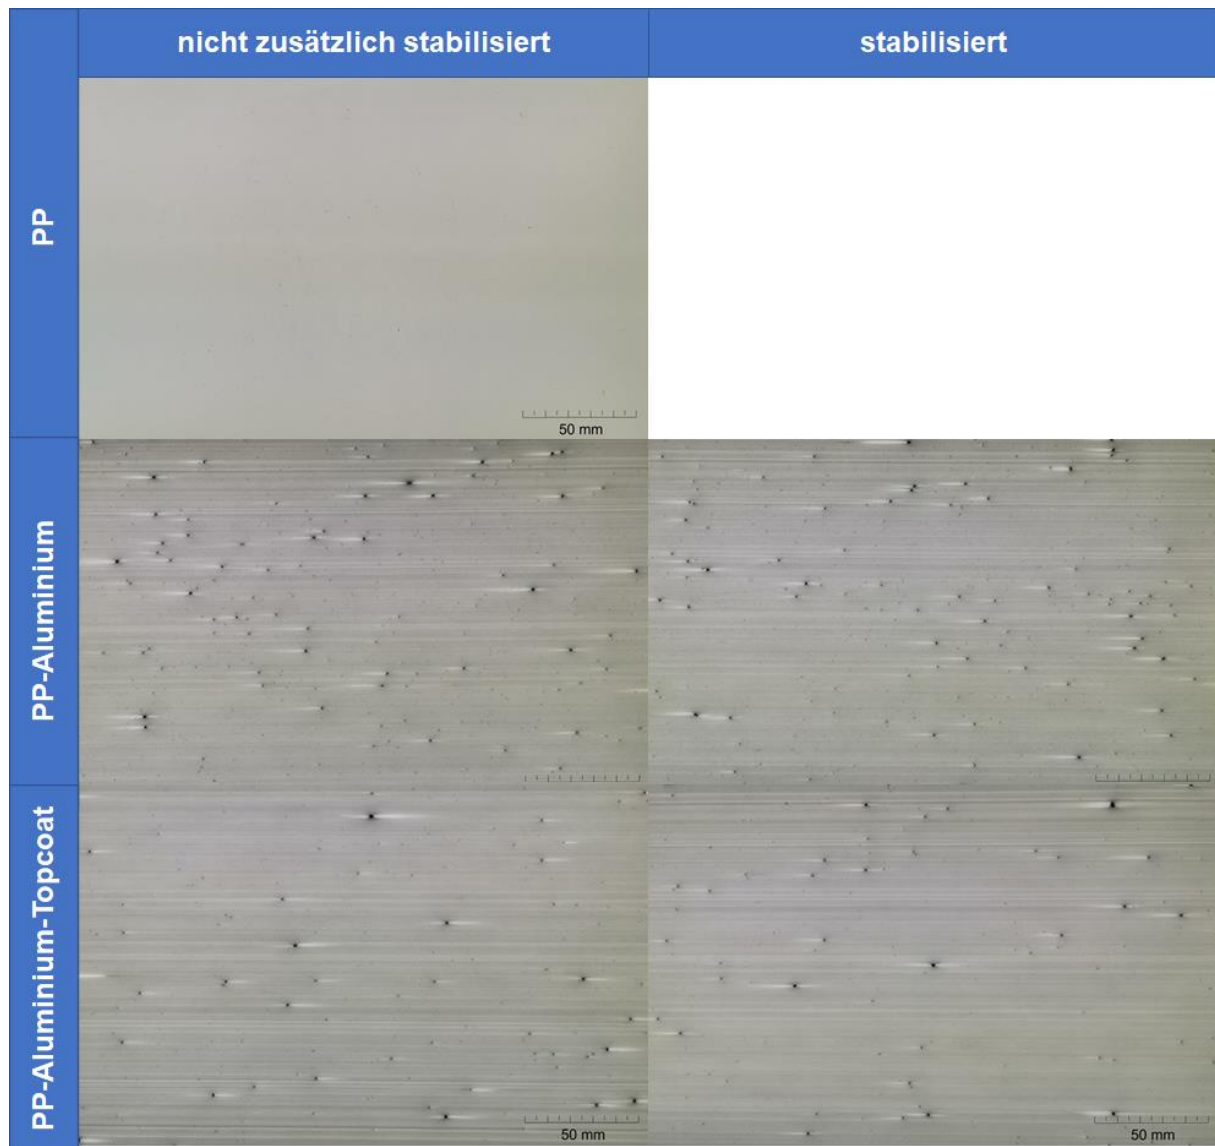 nicht zusätzlich stabilisiert
stabilisiert
PP
50 mm
PP-Aluminium
PP-Aluminium-Topcoat
50 mm
50 mm